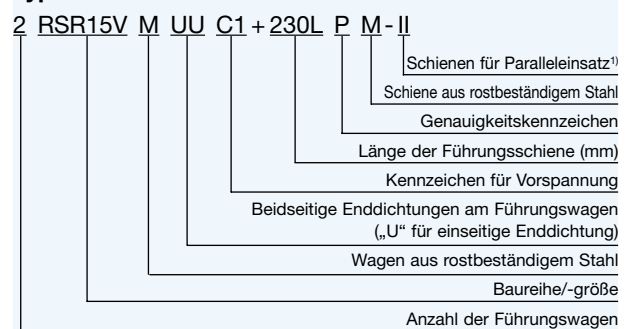 2 RSR15V M UU C1 + 230L P M - II
Schienen für Paralleleinsatz¹⁾
Schiene aus rostbeständigem Stahl
Genauigkeitskennzeichen
Länge der Führungsschiene (mm)
Kennzeichen für Vorspannung
Beidseitige Enddichtungen am Führungswagen
(„U“ für einseitige Enddichtung)
Wagen aus rostbeständigem Stahl
Baureihe/-größe
Anzahl der Führungswagen